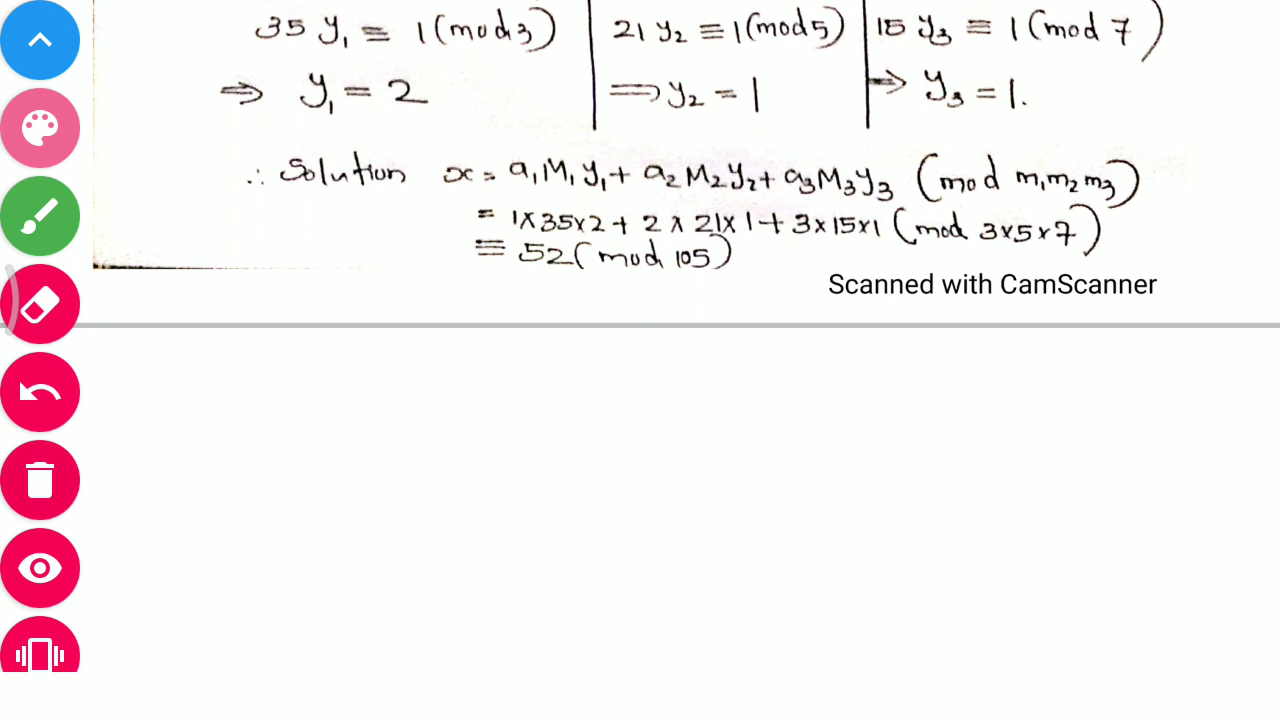 35 y₁ ≡ 1(mod 3) | 21 y₂ ≡ 1(mod 5) | 15 y₃ ≡ 1 (mod 7)
⇒ y₁ = 2 | ⇒ y₂ = 1 | ⇒ y₃ = 1.
∴ Solution x = a₁M₁y₁ + a₂M₂y₂ + a₃M₃y₃ (mod m₁m₂m₃)
= 1×35×2 + 2×21×1 + 3×15×1 (mod 3×5×7)
≡ 52(mod 105)
Scanned with CamScanner